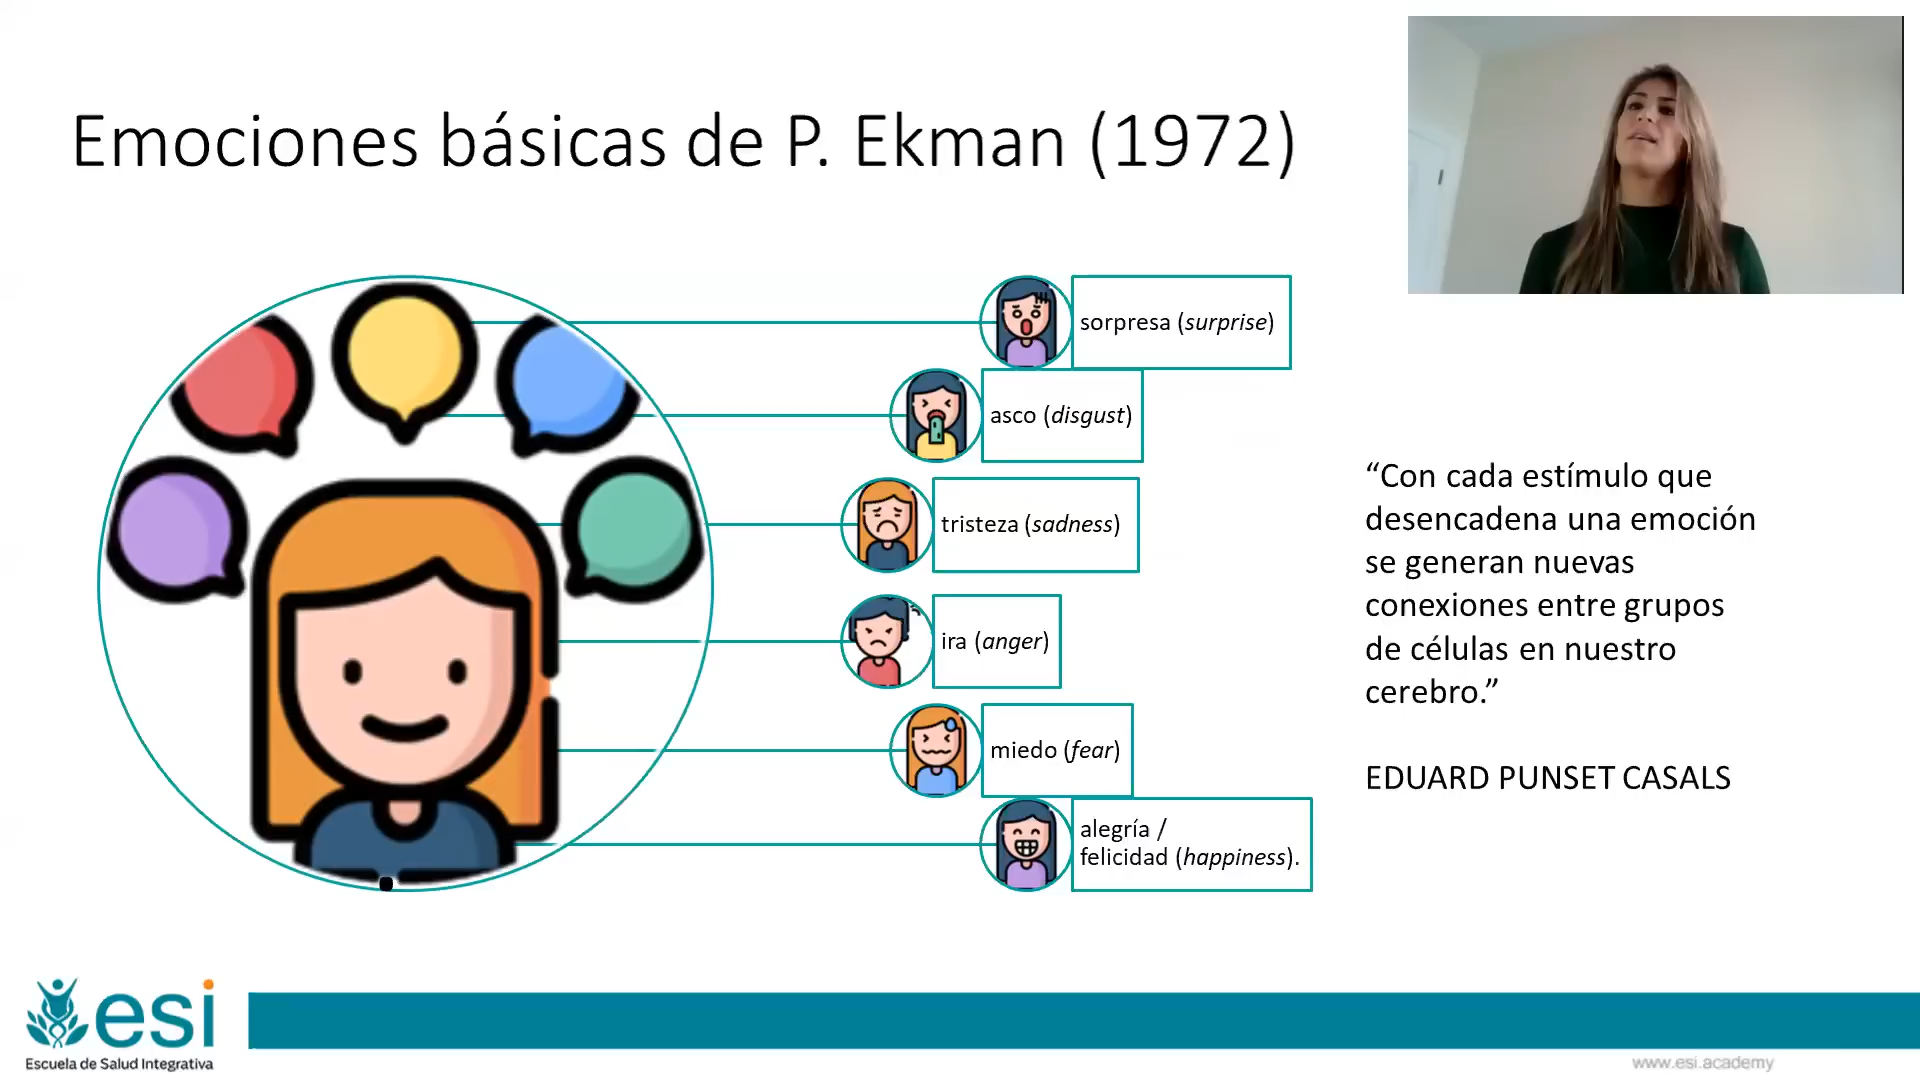 Emociones básicas de P. Ekman (1972)
sorpresa (surprise)
asco (disgust)
tristeza (sadness)
ira (anger)
miedo (fear)
alegría /
felicidad (happiness).
“Con cada estímulo que
desencadena una emoción
se generan nuevas
conexiones entre grupos
de células en nuestro
cerebro.”
EDUARD PUNSET CASALS
esi
Escuela de Salud Integrativa
www.esi.academy